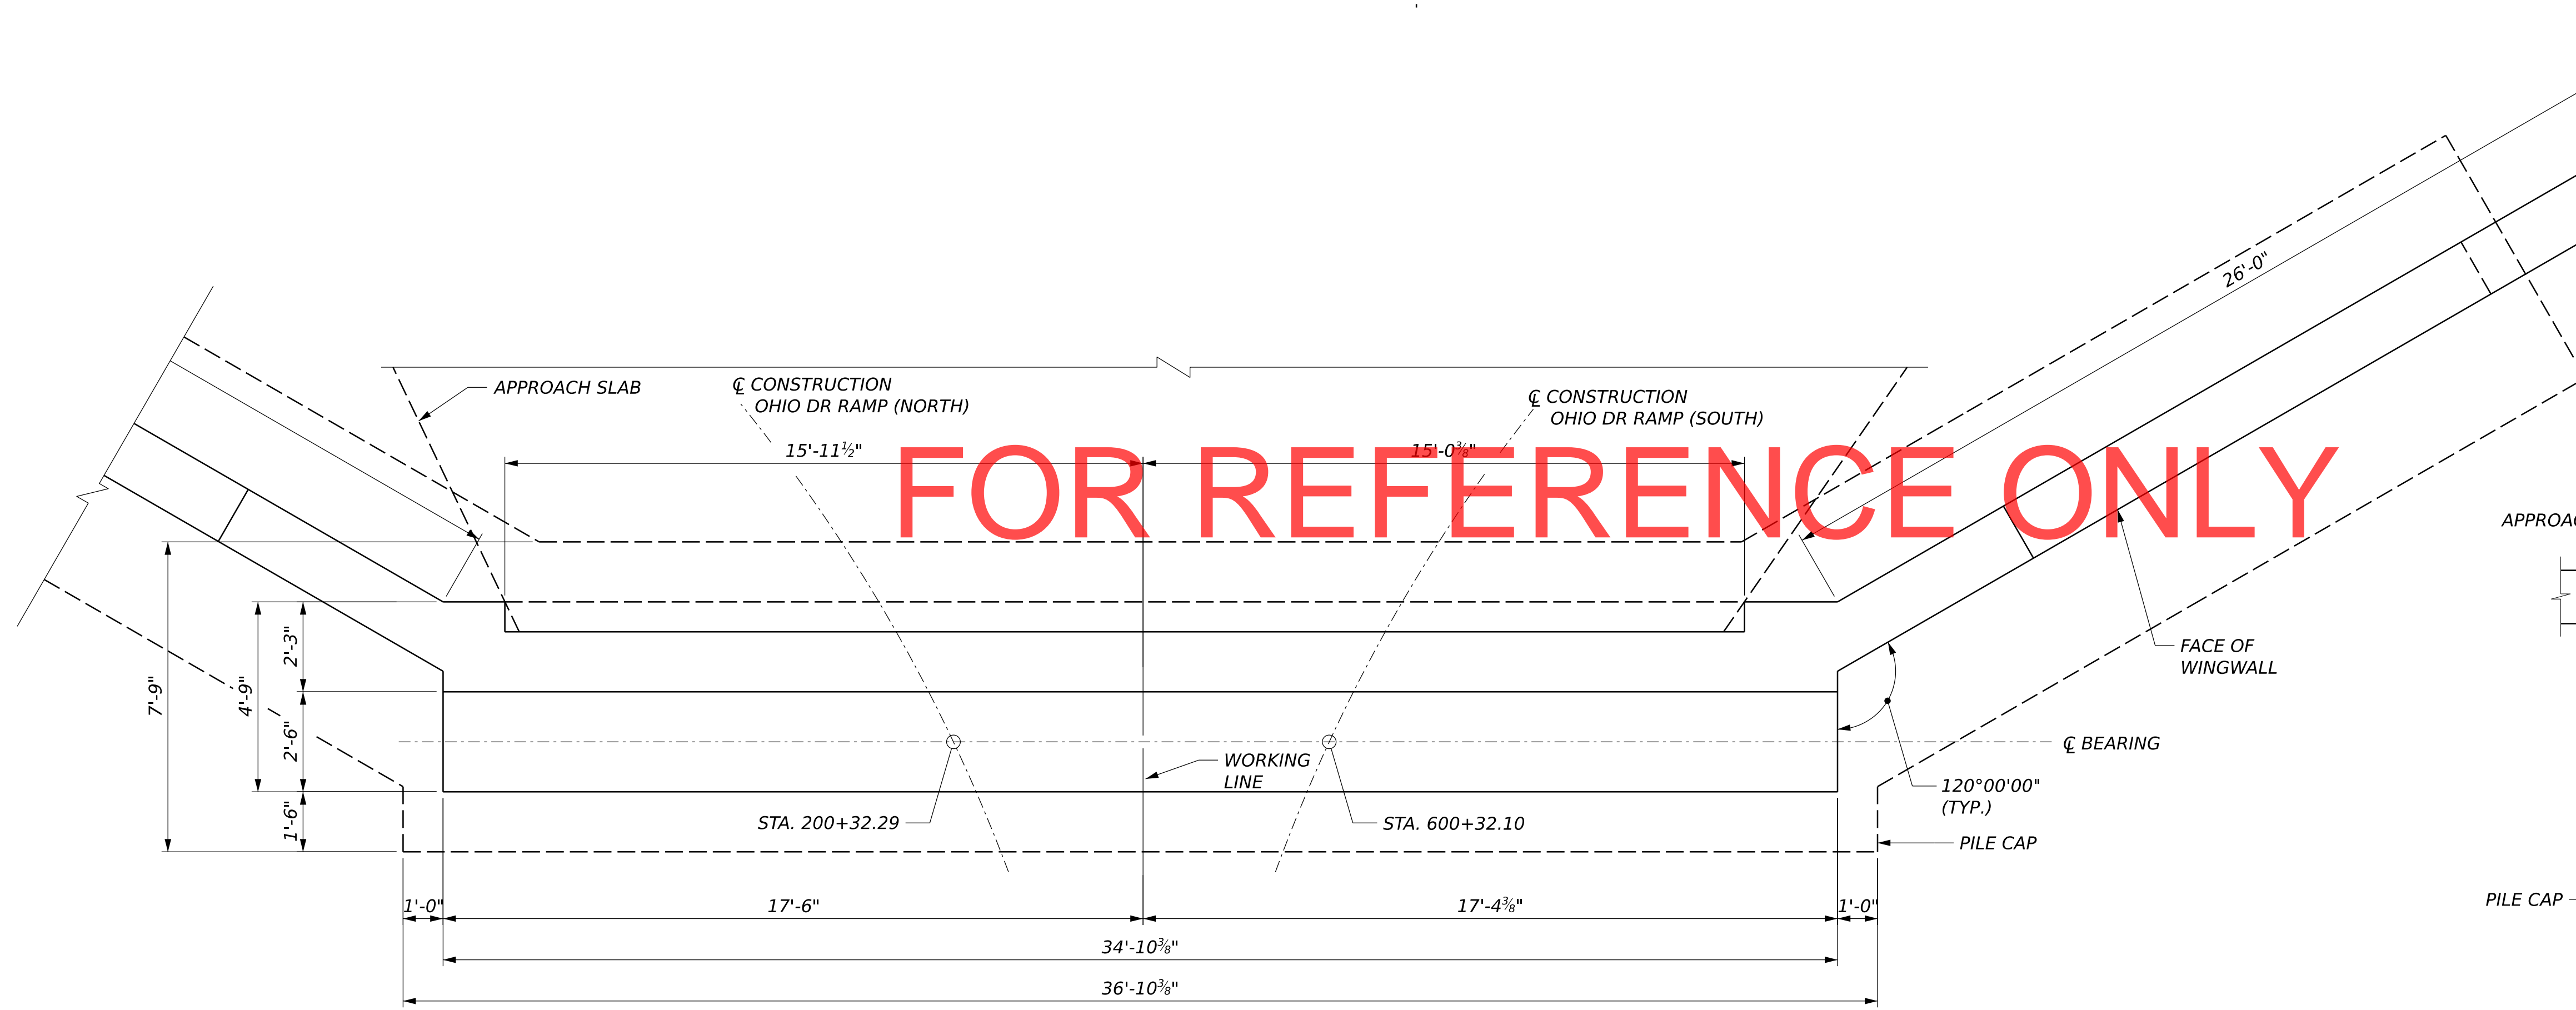 26'-0"
APPROACH SLAB
℄ CONSTRUCTION
OHIO DR RAMP (NORTH)
℄ CONSTRUCTION
OHIO DR RAMP (SOUTH)
15'-11½"
15'-0⅜"
FOR REFERENCE ONLY
APPROAC
2'-3"
7'-9"
4'-9"
2'-6"
1'-6"
FACE OF
WINGWALL
℄ BEARING
WORKING
LINE
120°00'00"
(TYP.)
STA. 200+32.29
STA. 600+32.10
PILE CAP
PILE CAP
1'-0"
17'-6"
17'-4⅜"
1'-0"
34'-10⅜"
36'-10⅜"